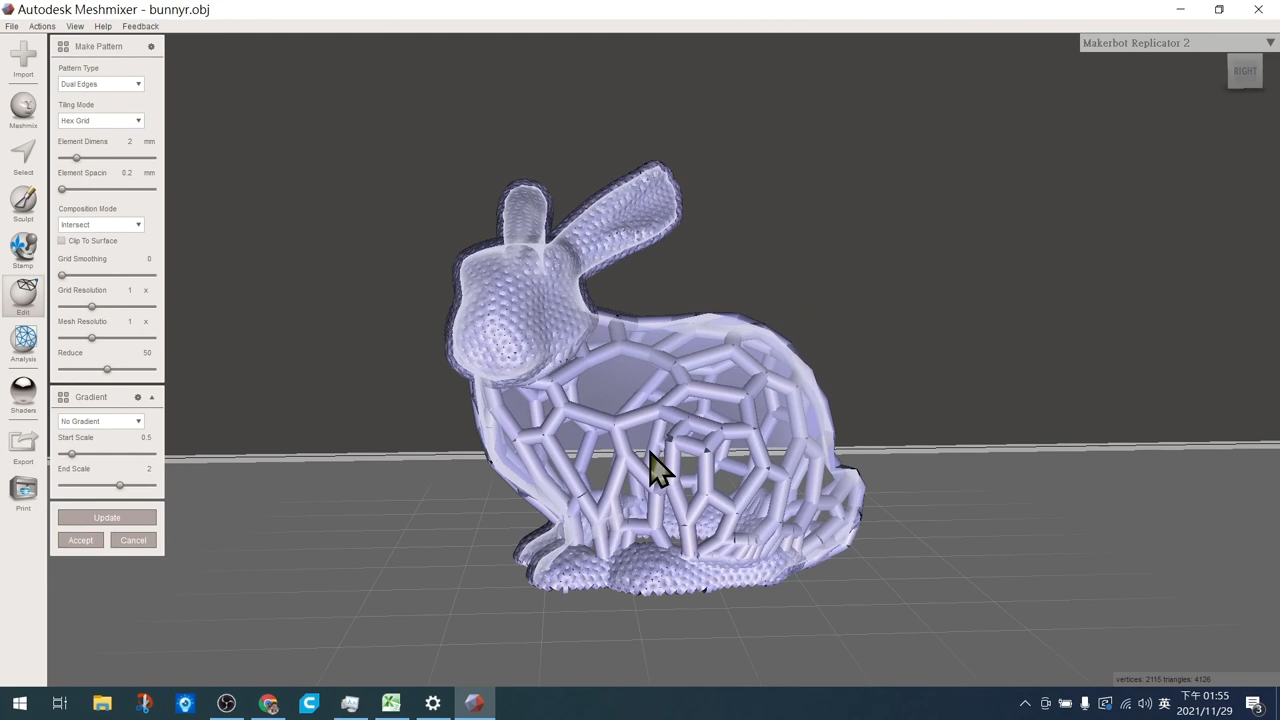 Autodesk Meshmixer - bunnyr.obj
File Actions View Help Feedback
Makerbot Replicator 2
RIGHT
Import
Meshmix
Select
Sculpt
Stamp
Edit
Analysis
Shaders
Export
Print
Make Pattern
Pattern Type
Dual Edges
Tiling Mode
Hex Grid
Element Dimens 2 mm
Element Spacin 0.2 mm
Composition Mode
Intersect
Clip To Surface
Grid Smoothing 0
Grid Resolution 1 x
Mesh Resolutio 1 x
Reduce 50
Gradient
No Gradient
Start Scale 0.5
End Scale 2
Update
Accept Cancel
vertices: 2115 triangles: 4126
英
下午 01:55
2021/11/29
3